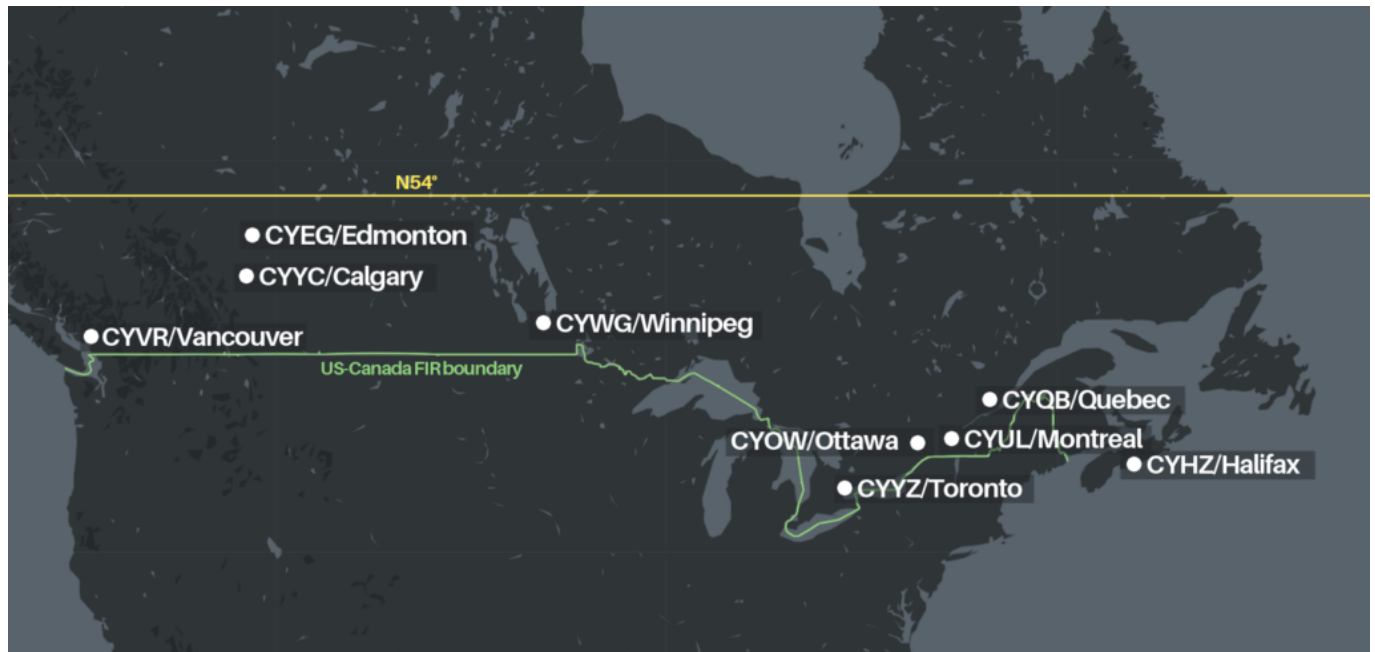 N54°
CYEG/Edmonton
CYYC/Calgary
CYWG/Winnipeg
CYVR/Vancouver
US-Canada FIR boundary
CYQB/Quebec
CYOW/Ottawa
CYUL/Montreal
CYHZ/Halifax
CYYZ/Toronto